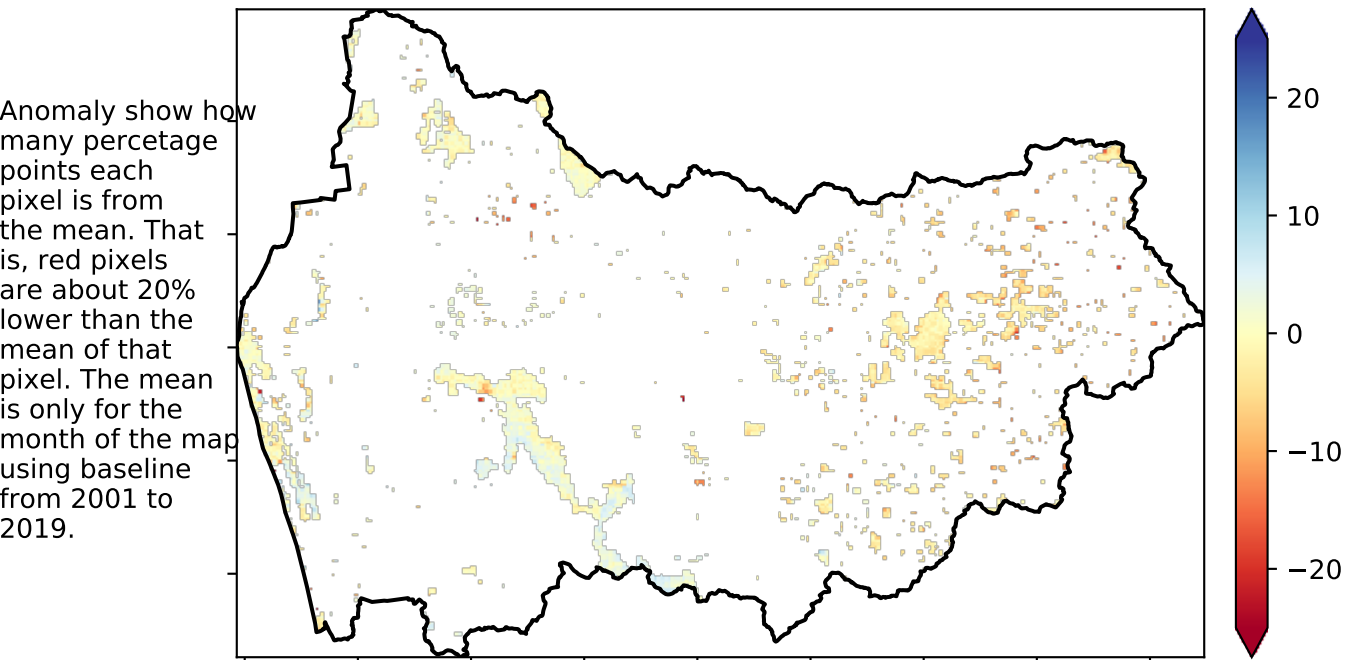 Anomaly show how
many percetage
points each
pixel is from
the mean. That
is, red pixels
are about 20%
lower than the
mean of that
pixel. The mean
is only for the
month of the map
using baseline
from 2001 to
2019.
20
10
0
−10
−20